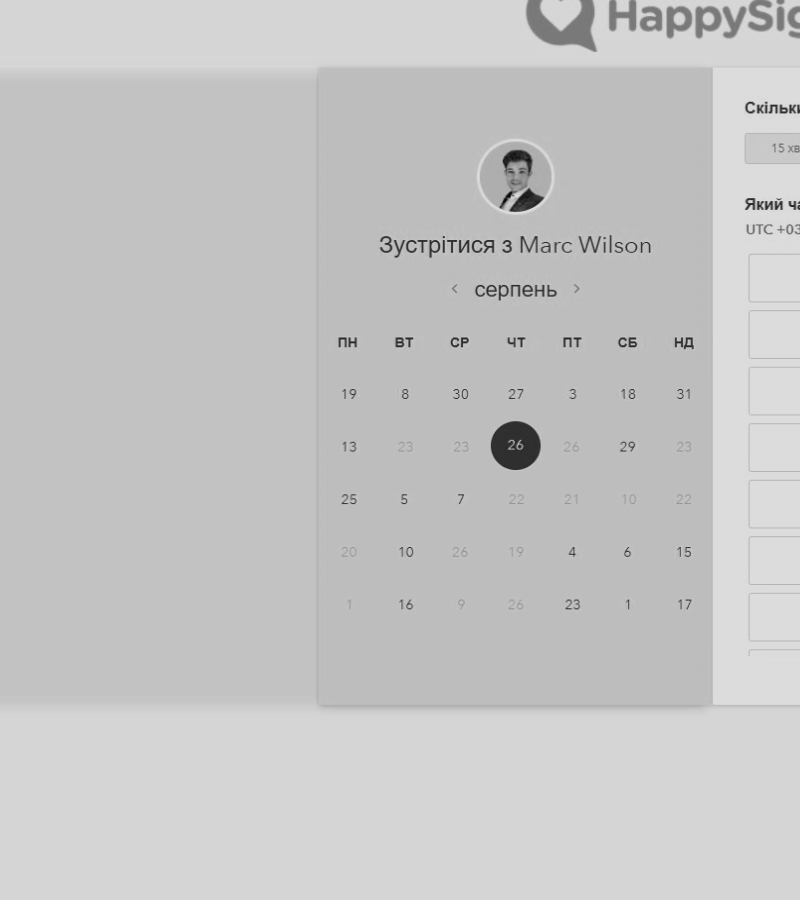 HappySig
Зустрітися з Marc Wilson
серпень
ПН ВТ СР ЧТ ПТ СБ НД
19 8 30 27 3 18 31
13 23 23 26 26 29 23
25 5 7 22 21 10 22
20 10 26 19 4 6 15
1 16 9 26 23 1 17
Скільки
15 хв
Який ча
UTC +03